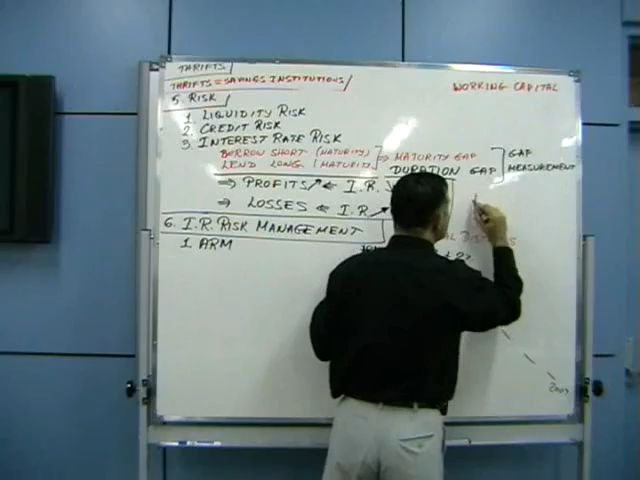 THRIFTS
THRIFTS = SAVINGS INSTITUTIONS
WORKING CAPITAL
5. RISK
1. LIQUIDITY RISK
2. CREDIT RISK
3. INTEREST RATE RISK
BORROW SHORT (MATURITY) ⇒ MATURITY GAP
LEND LONG (MATURITY) DURATION GAP
GAP MEASUREMENT
⇒ PROFITS ↗ ⇐ I.R.
⇒ LOSSES ⇐ I.R. ↗
6. I.R. RISK MANAGEMENT
1. ARM